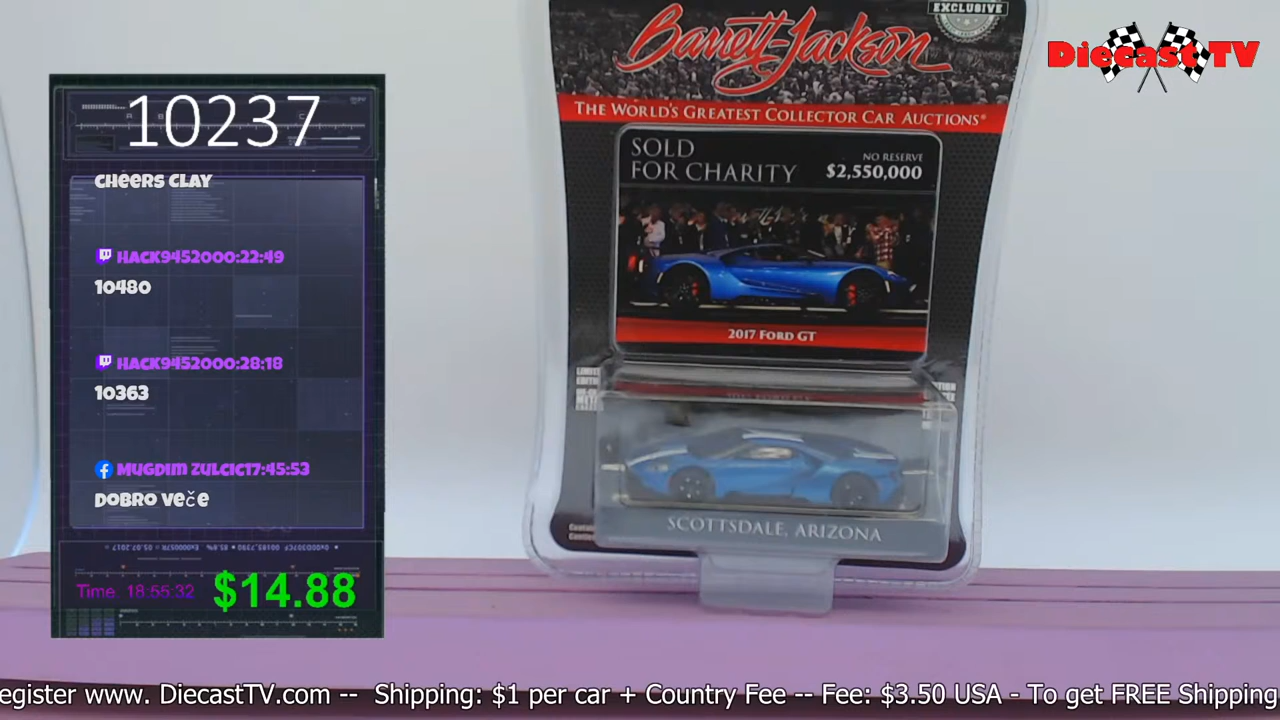 10237
CHEERS CLAY
HACK9452000:22:49
10480
HACK9452000:28:18
10363
MUGDIM ZULCIC17:45:53
DOBRO VEČE
Time. 18:55:32
$14.88
EXCLUSIVE
Barrett-Jackson
THE WORLD'S GREATEST COLLECTOR CAR AUCTIONS®
SOLD
FOR CHARITY
NO RESERVE
$2,550,000
2017 FORD GT
SCOTTSDALE, ARIZONA
Diecast TV
egister www. DiecastTV.com -- Shipping: $1 per car + Country Fee -- Fee: $3.50 USA - To get FREE Shipping